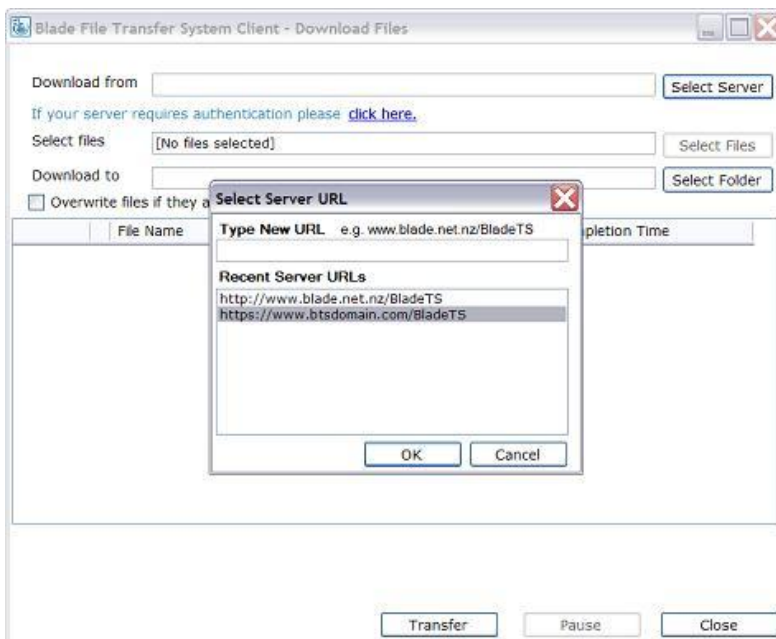 Blade File Transfer System Client - Download Files
Download from
Select Server
If your server requires authentication please click here.
Select files [No files selected] Select Files
Download to
Select Folder
Overwrite files if they a
Select Server URL
File Name
pletion Time
Type New URL e.g. www.blade.net.nz/BladeTS
Recent Server URLs
http://www.blade.net.nz/BladeTS
https://www.btsdomain.com/BladeTS
OK Cancel
Transfer Pause Close